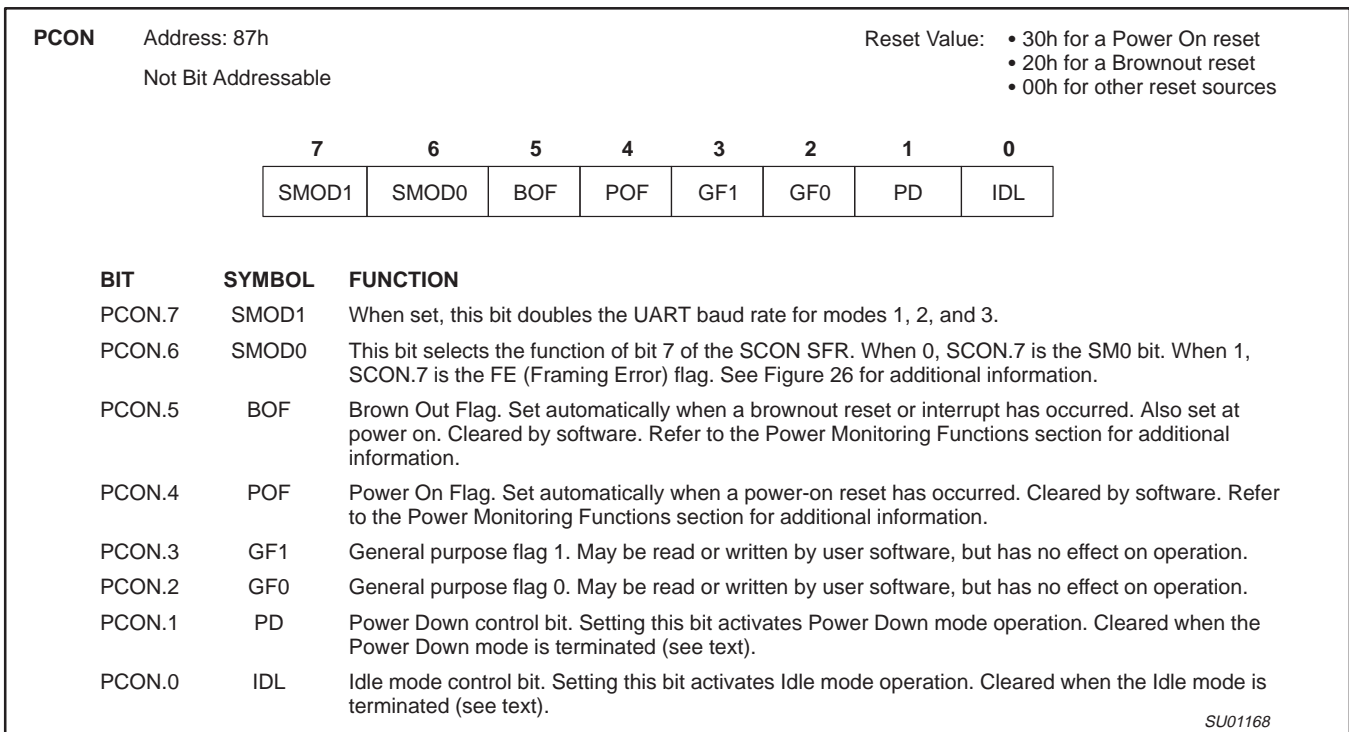 PCON Address: 87h Reset Value: • 30h for a Power On reset
• 20h for a Brownout reset
Not Bit Addressable
• 00h for other reset sources
7 6 5 4 3 2 1 0
SMOD1 SMOD0 BOF POF GF1 GF0 PD IDL
BIT SYMBOL FUNCTION
PCON.7 SMOD1 When set, this bit doubles the UART baud rate for modes 1, 2, and 3.
PCON.6 SMOD0 This bit selects the function of bit 7 of the SCON SFR. When 0, SCON.7 is the SM0 bit. When 1,
SCON.7 is the FE (Framing Error) flag. See Figure 26 for additional information.
PCON.5 BOF Brown Out Flag. Set automatically when a brownout reset or interrupt has occurred. Also set at
power on. Cleared by software. Refer to the Power Monitoring Functions section for additional
information.
PCON.4 POF Power On Flag. Set automatically when a power-on reset has occurred. Cleared by software. Refer
to the Power Monitoring Functions section for additional information.
PCON.3 GF1 General purpose flag 1. May be read or written by user software, but has no effect on operation.
PCON.2 GF0 General purpose flag 0. May be read or written by user software, but has no effect on operation.
PCON.1 PD Power Down control bit. Setting this bit activates Power Down mode operation. Cleared when the
Power Down mode is terminated (see text).
PCON.0 IDL Idle mode control bit. Setting this bit activates Idle mode operation. Cleared when the Idle mode is
terminated (see text).
SU01168